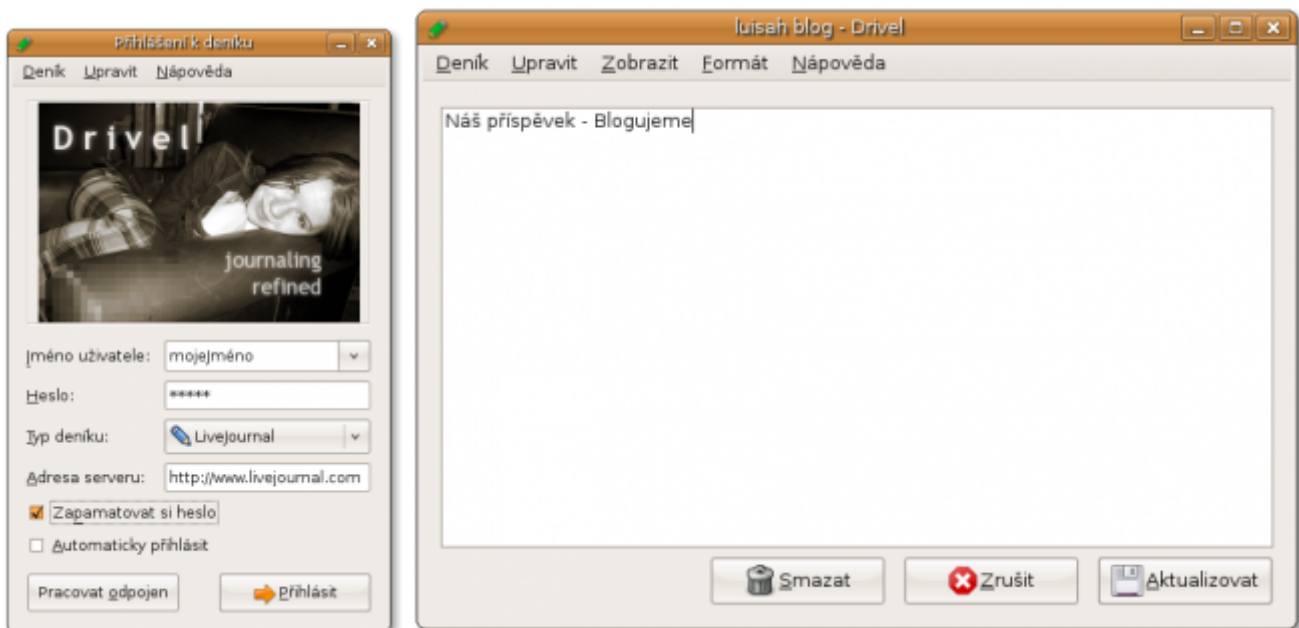 Přihlášení k deníku
Deník Upravit Nápověda
Drivel
journaling
refined
Jméno uživatele: mojeJméno
Heslo: *****
Typ deníku: LiveJournal
Adresa serveru: http://www.livejournal.com
Zapamatovat si heslo
Automaticky přihlásit
Pracovat odpojen Přihlásit
luisah blog - Drivel
Deník Upravit Zobrazit Formát Nápověda
Náš příspěvek - Blogujeme
Smazat Zrušit Aktualizovat